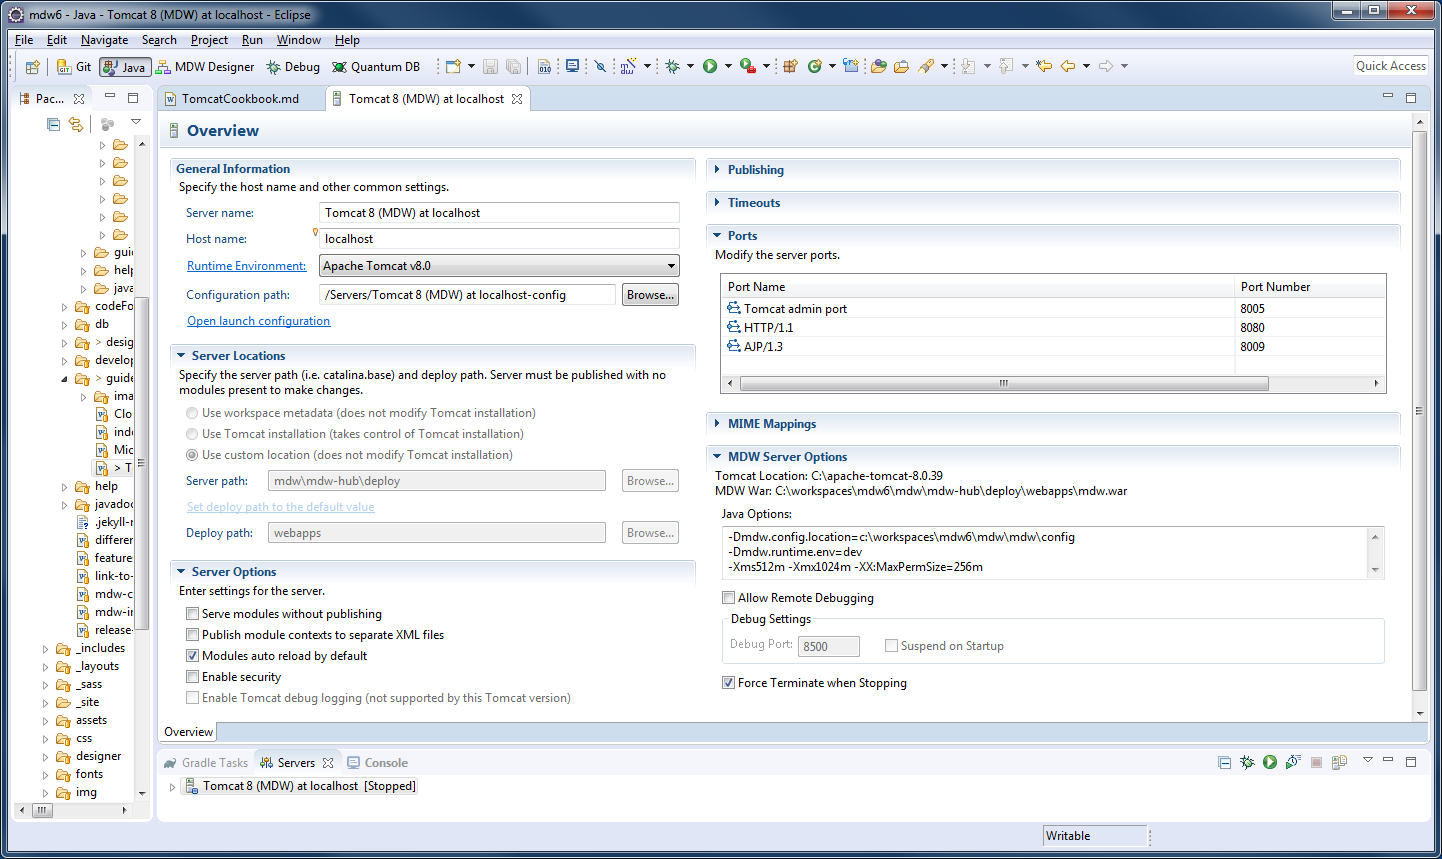 mdw6 - Java - Tomcat 8 (MDW) at localhost - Eclipse
File Edit Navigate Search Project Run Window Help
Git Java MDW Designer Debug Quantum DB Quick Access
Pac...
TomcatCookbook.md
Tomcat 8 (MDW) at localhost
guid
help
java
codeFo
db
> desig
develop
> guide
ima
Clo
inde
Mic
> T
help
javadoc
.jekyll-r
differen
feature
link-to-
mdw-c
mdw-in
release-
_includes
_layouts
_sass
_site
assets
css
designer
fonts
img
Overview
General Information
Specify the host name and other common settings.
Server name: Tomcat 8 (MDW) at localhost
Host name: localhost
Runtime Environment: Apache Tomcat v8.0
Configuration path: /Servers/Tomcat 8 (MDW) at localhost-config Browse...
Open launch configuration
Server Locations
Specify the server path (i.e. catalina.base) and deploy path. Server must be published with no
modules present to make changes.
Use workspace metadata (does not modify Tomcat installation)
Use Tomcat installation (takes control of Tomcat installation)
Use custom location (does not modify Tomcat installation)
Server path: mdw\mdw-hub\deploy Browse...
Set deploy path to the default value
Deploy path: webapps Browse...
Server Options
Enter settings for the server.
Serve modules without publishing
Publish module contexts to separate XML files
Modules auto reload by default
Enable security
Enable Tomcat debug logging (not supported by this Tomcat version)
Publishing
Timeouts
Ports
Modify the server ports.
Port Name Port Number
Tomcat admin port 8005
HTTP/1.1 8080
AJP/1.3 8009
MIME Mappings
MDW Server Options
Tomcat Location: C:\apache-tomcat-8.0.39
MDW War: C:\workspaces\mdw6\mdw\mdw-hub\deploy\webapps\mdw.war
Java Options:
-Dmdw.config.location=c:\workspaces\mdw6\mdw\mdw\config
-Dmdw.runtime.env=dev
-Xms512m -Xmx1024m -XX:MaxPermSize=256m
Allow Remote Debugging
Debug Settings
Debug Port: 8500 Suspend on Startup
Force Terminate when Stopping
Overview
Gradle Tasks Servers Console
Tomcat 8 (MDW) at localhost [Stopped]
Writable